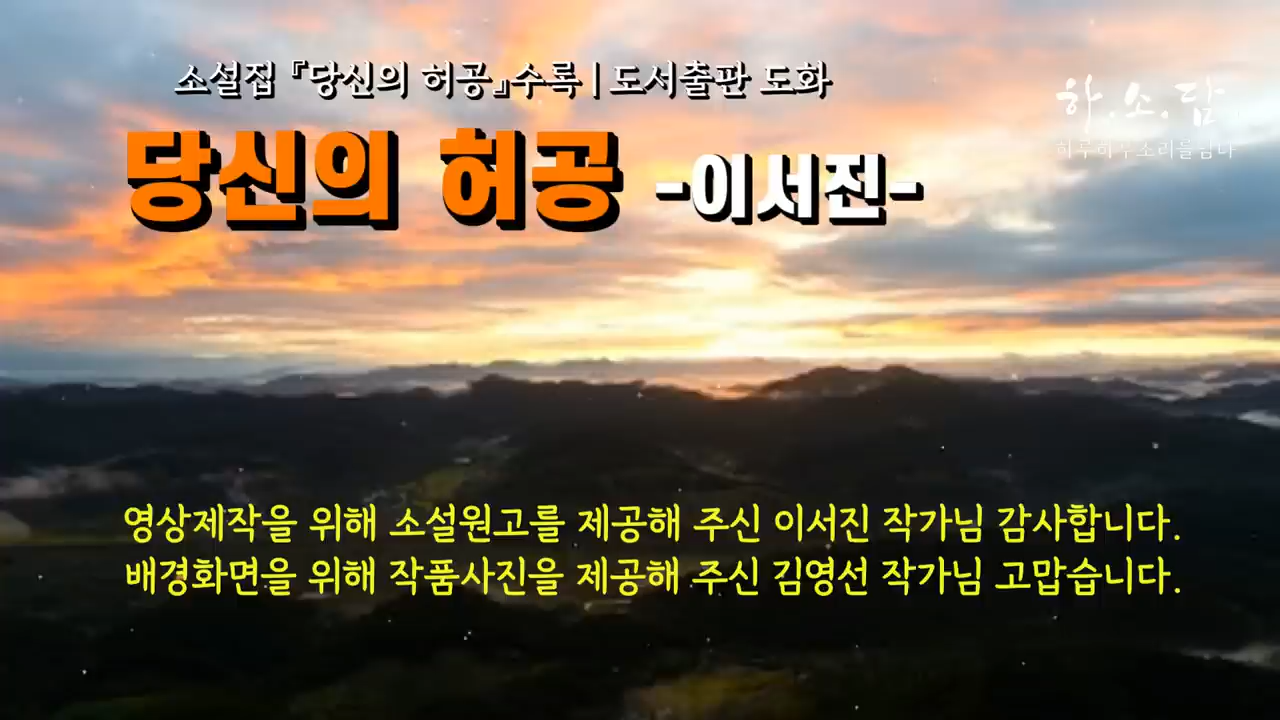 소설집 『당신의 허공』수록 | 도서출판 도화
하.소.담
하루하루소리를담다
당신의 허공 -이서진-
영상제작을 위해 소설원고를 제공해 주신 이서진 작가님 감사합니다.
배경화면을 위해 작품사진을 제공해 주신 김영선 작가님 고맙습니다.